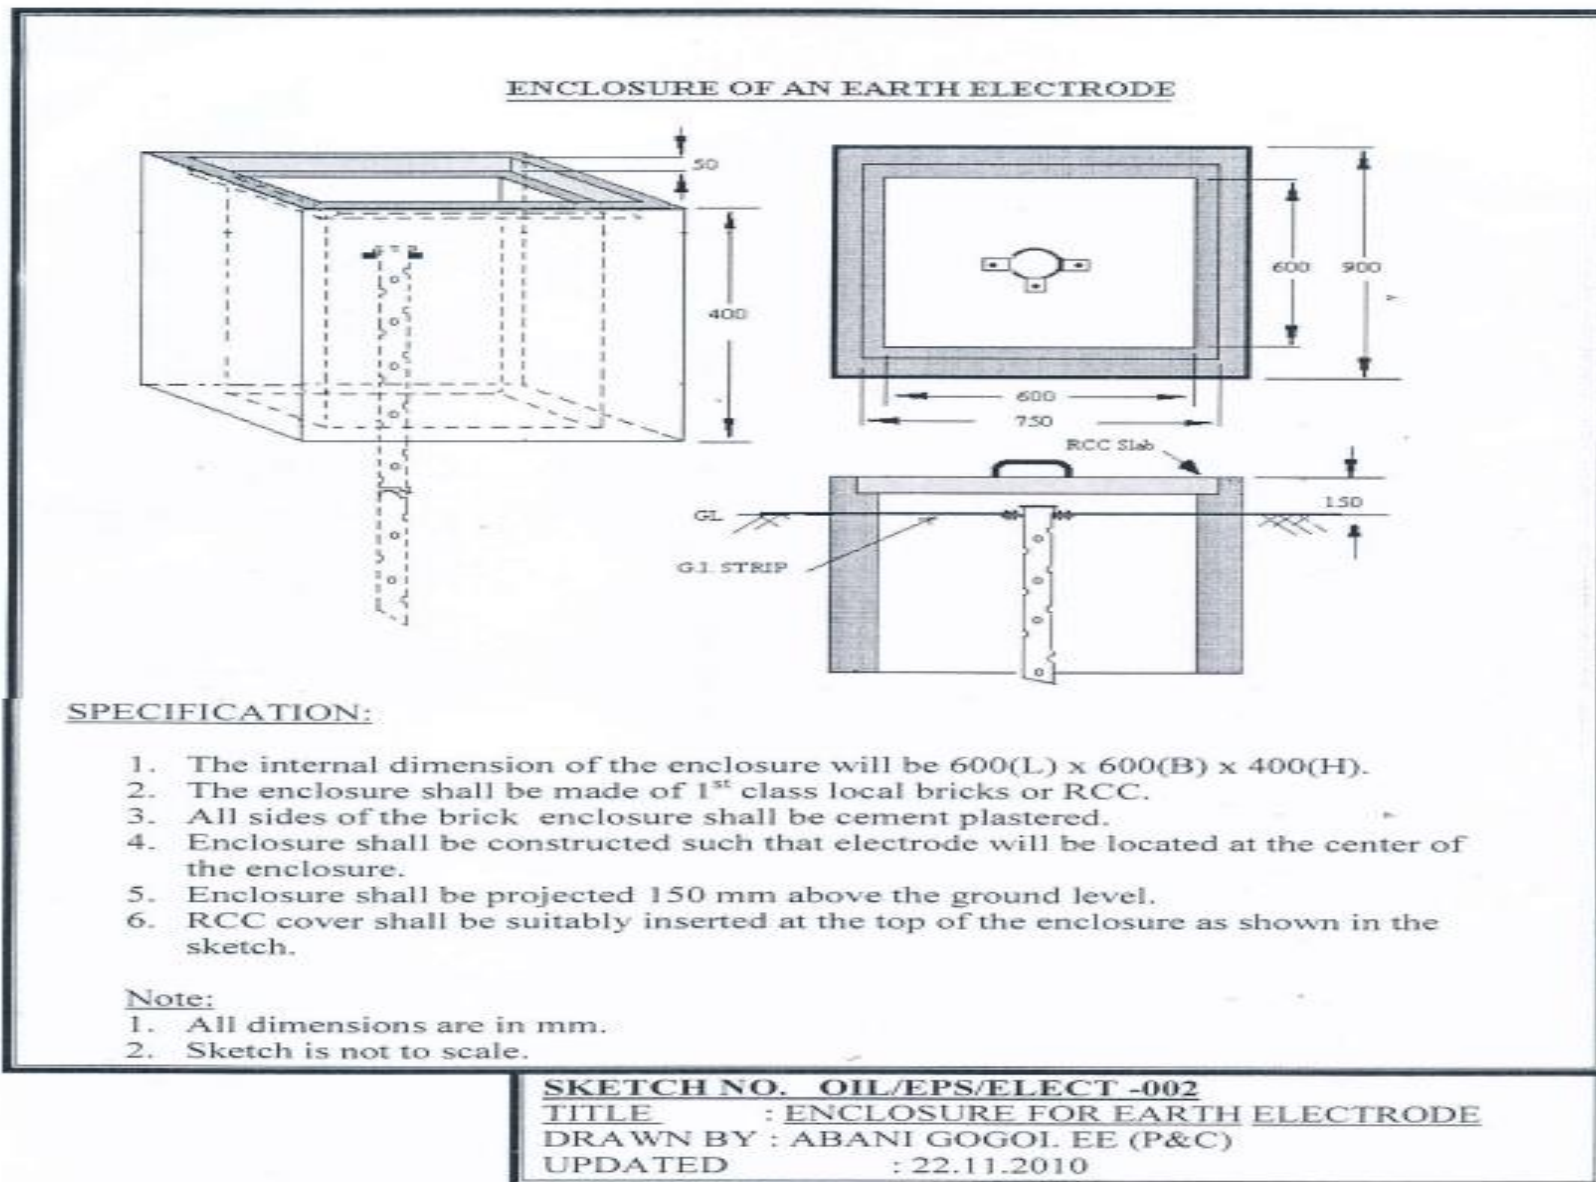 ENCLOSURE OF AN EARTH ELECTRODE
50
400
600
900
600
750
RCC Slab
150
GL
G.I. STRIP
SPECIFICATION:
1. The internal dimension of the enclosure will be 600(L) x 600(B) x 400(H).
2. The enclosure shall be made of 1st class local bricks or RCC.
3. All sides of the brick enclosure shall be cement plastered.
4. Enclosure shall be constructed such that electrode will be located at the center of
the enclosure.
5. Enclosure shall be projected 150 mm above the ground level.
6. RCC cover shall be suitably inserted at the top of the enclosure as shown in the
sketch.
Note:
1. All dimensions are in mm.
2. Sketch is not to scale.
SKETCH NO. OIL/EPS/ELECT -002
TITLE : ENCLOSURE FOR EARTH ELECTRODE
DRAWN BY : ABANI GOGOI. EE (P&C)
UPDATED : 22.11.2010